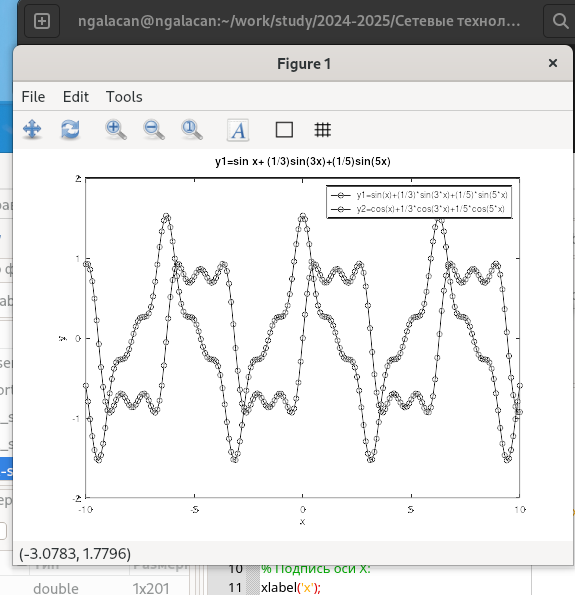 ngalacan@ngalacan:~/work/study/2024-2025/Сетевые технол...
Figure 1
File Edit Tools
A
y1=sin x+ (1/3)sin(3x)+(1/5)sin(5x)
y1=sin(x)+(1/3)*sin(3*x)+(1/5)*sin(5*x)
y2=cos(x)+1/3*cos(3*x)+1/5*cos(5*x)
2
1
0
-1
-2
-10 -5 0 5 10
x
(-3.0783, 1.7796)
10 % Подпись оси X:
double 1x201
11 xlabel('x');